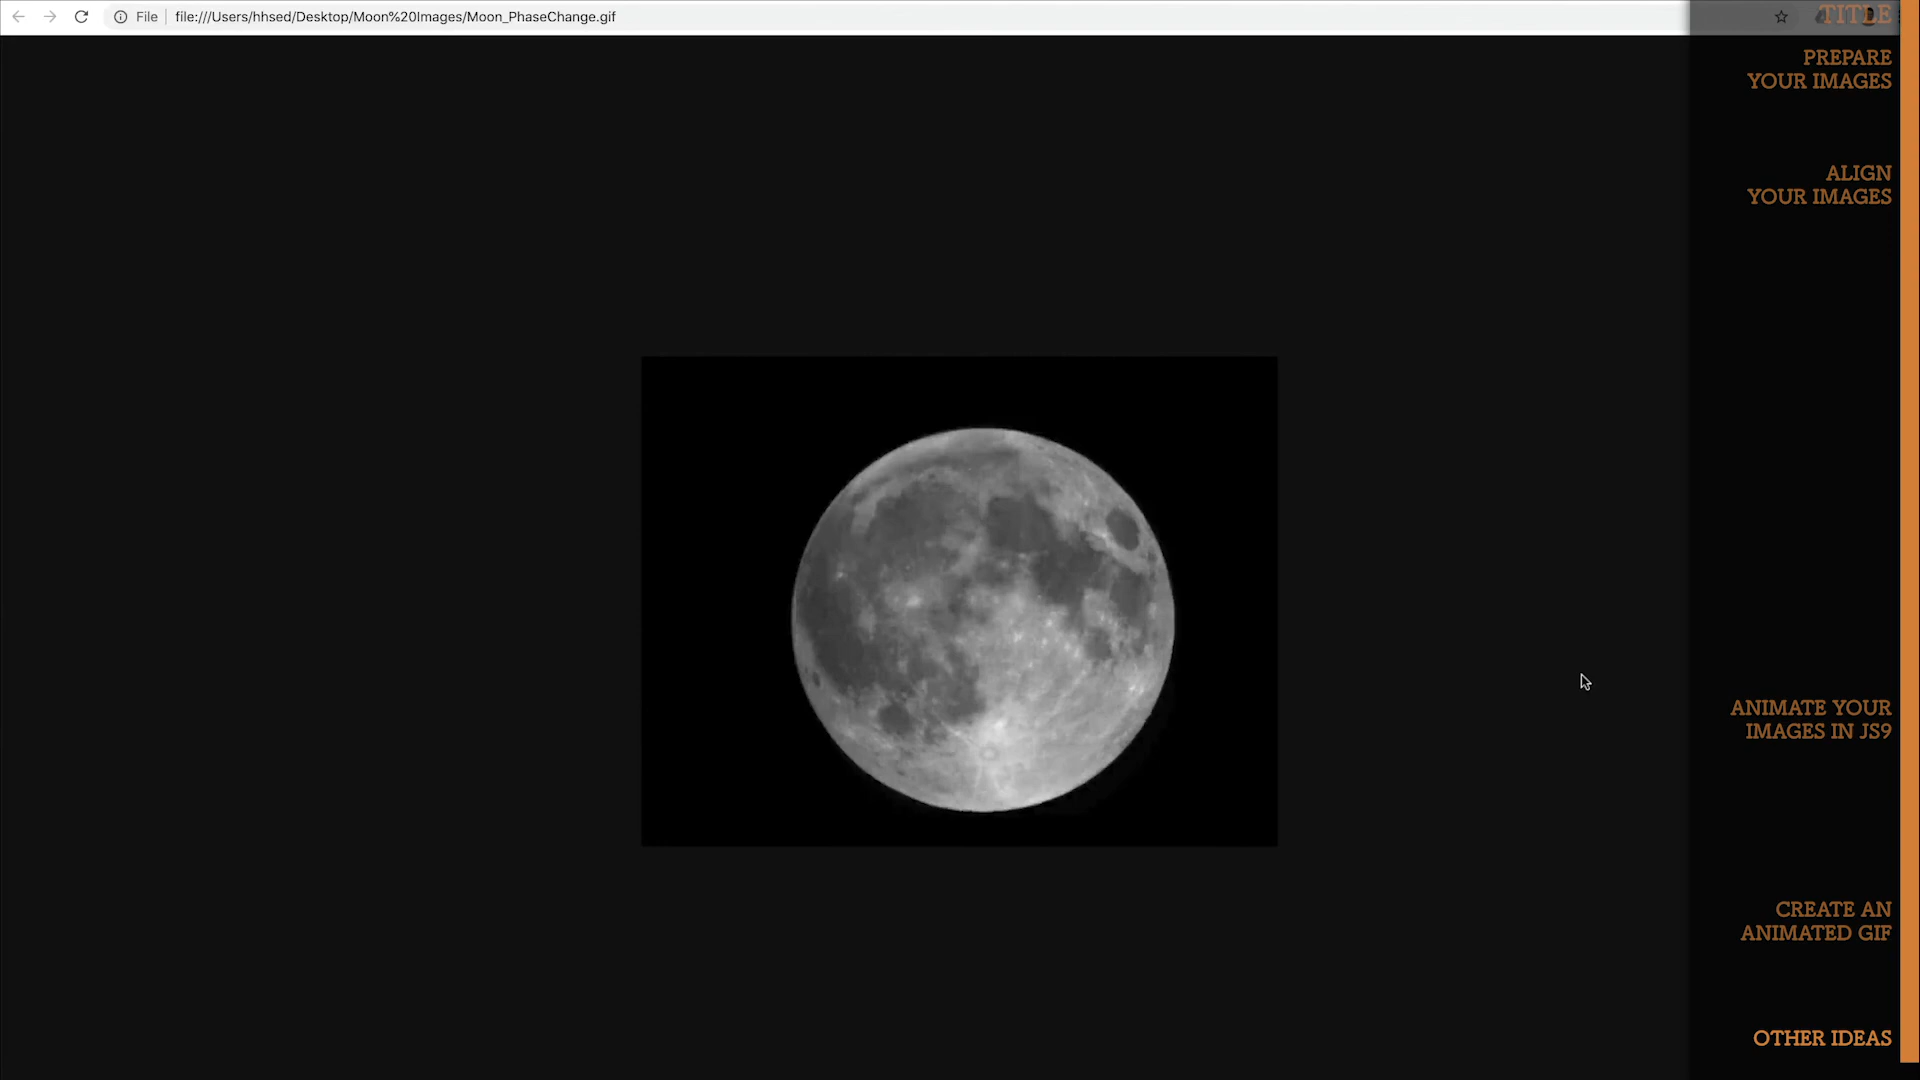 File
file:///Users/hhsed/Desktop/Moon%20Images/Moon_PhaseChange.gif
TITLE
PREPARE
YOUR IMAGES
ALIGN
YOUR IMAGES
ANIMATE YOUR
IMAGES IN JS9
CREATE AN
ANIMATED GIF
OTHER IDEAS